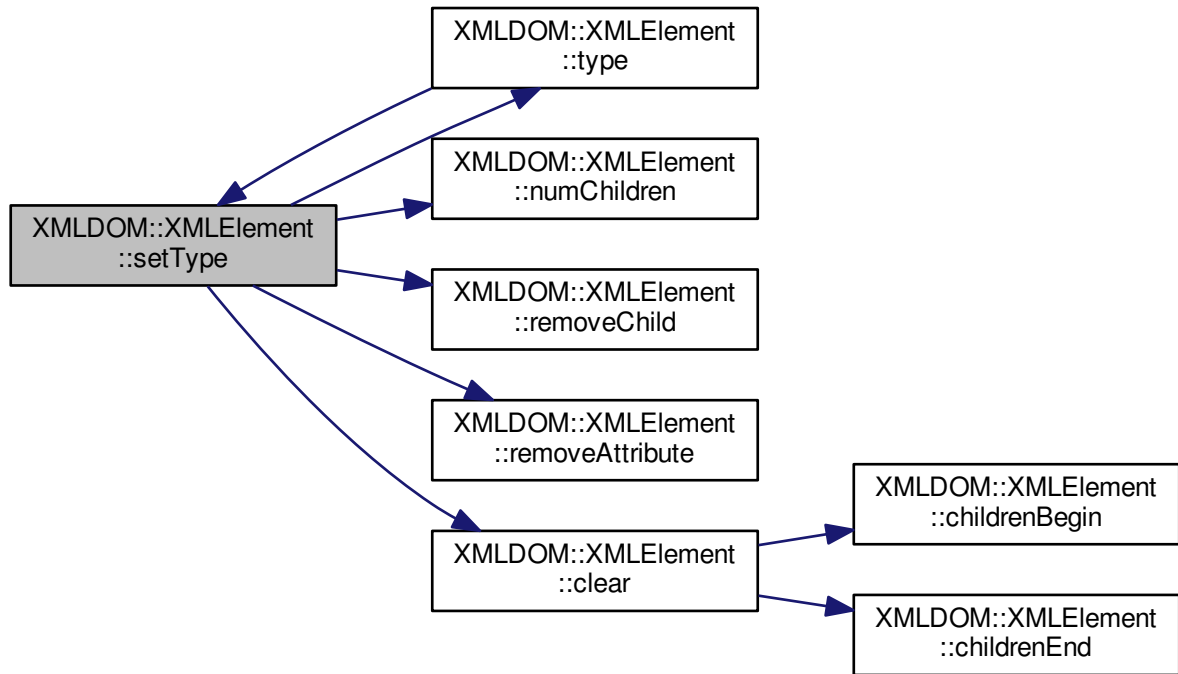 XMLDOM::XMLElement
::type
XMLDOM::XMLElement
::numChildren
XMLDOM::XMLElement
::setType
XMLDOM::XMLElement
::removeChild
XMLDOM::XMLElement
::removeAttribute
XMLDOM::XMLElement
::childrenBegin
XMLDOM::XMLElement
::clear
XMLDOM::XMLElement
::childrenEnd